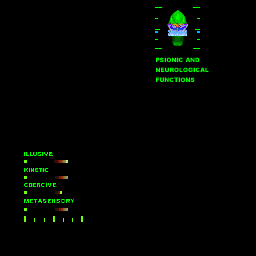 PSIONIC AND
NEUROLOGICAL
FUNCTIONS
ILLUSIVE
KINETIC
COERCIVE
METASENSORY